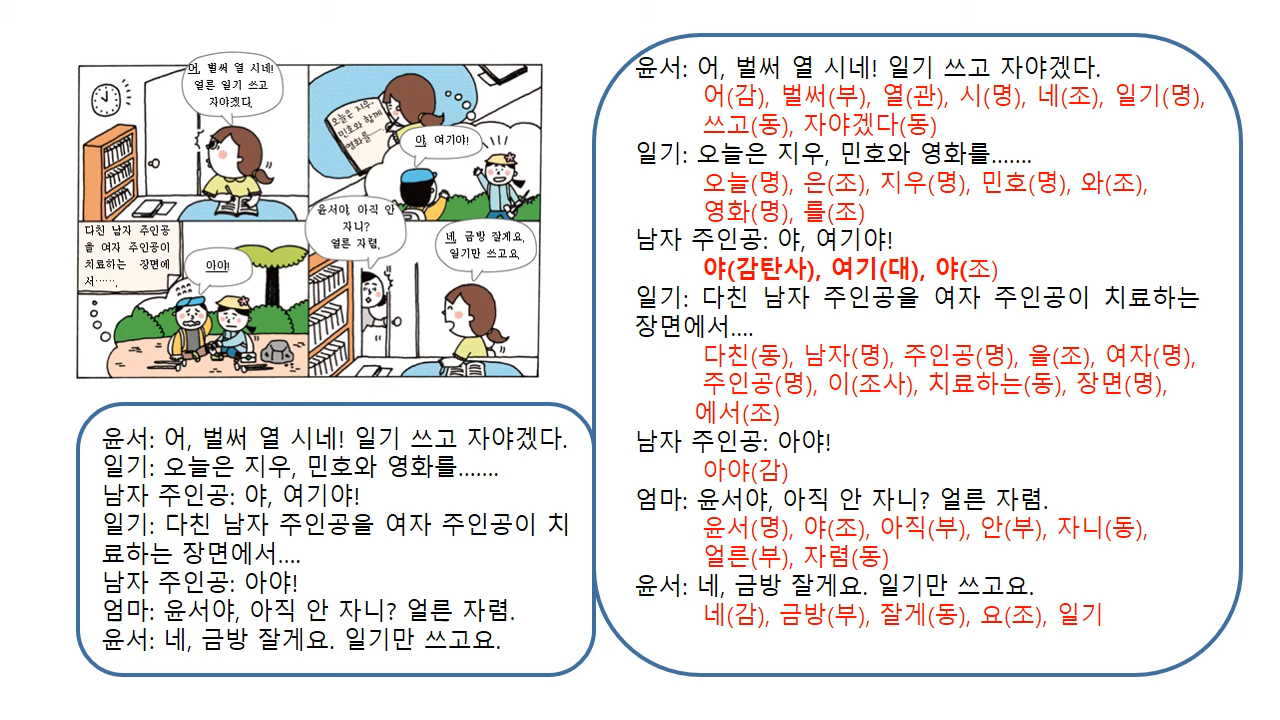 어, 벌써 열 시네!
얼른 일기 쓰고
자야겠다.
오늘은 지우,
민호와 함께
영화를……
야, 여기야!
다친 남자 주인공
을 여자 주인공이
치료하는 장면에
서……,
아야!
윤서야, 아직 안
자니?
얼른 자렴.
네, 금방 잘게요.
일기만 쓰고요.
윤서: 어, 벌써 열 시네! 일기 쓰고 자야겠다.
일기: 오늘은 지우, 민호와 영화를…….
남자 주인공: 야, 여기야!
일기: 다친 남자 주인공을 여자 주인공이 치
료하는 장면에서....
남자 주인공: 아야!
엄마: 윤서야, 아직 안 자니? 얼른 자렴.
윤서: 네, 금방 잘게요. 일기만 쓰고요.
윤서: 어, 벌써 열 시네! 일기 쓰고 자야겠다.
어(감), 벌써(부), 열(관), 시(명), 네(조), 일기(명),
쓰고(동), 자야겠다(동)
일기: 오늘은 지우, 민호와 영화를…….
오늘(명), 은(조), 지우(명), 민호(명), 와(조),
영화(명), 를(조)
남자 주인공: 야, 여기야!
야(감탄사), 여기(대), 야(조)
일기: 다친 남자 주인공을 여자 주인공이 치료하는
장면에서....
다친(동), 남자(명), 주인공(명), 을(조), 여자(명),
주인공(명), 이(조사), 치료하는(동), 장면(명),
에서(조)
남자 주인공: 아야!
아야(감)
엄마: 윤서야, 아직 안 자니? 얼른 자렴.
윤서(명), 야(조), 아직(부), 안(부), 자니(동),
얼른(부), 자렴(동)
윤서: 네, 금방 잘게요. 일기만 쓰고요.
네(감), 금방(부), 잘게(동), 요(조), 일기